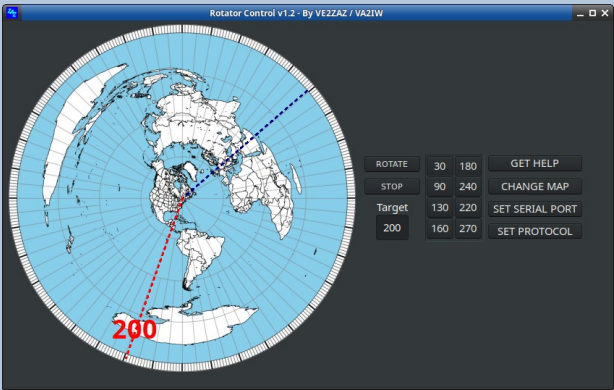 Rotator Control v1.2 - By VE2ZAZ / VA2IW
ROTATE
STOP
Target
200
30 180
90 240
130 220
160 270
GET HELP
CHANGE MAP
SET SERIAL PORT
SET PROTOCOL
200